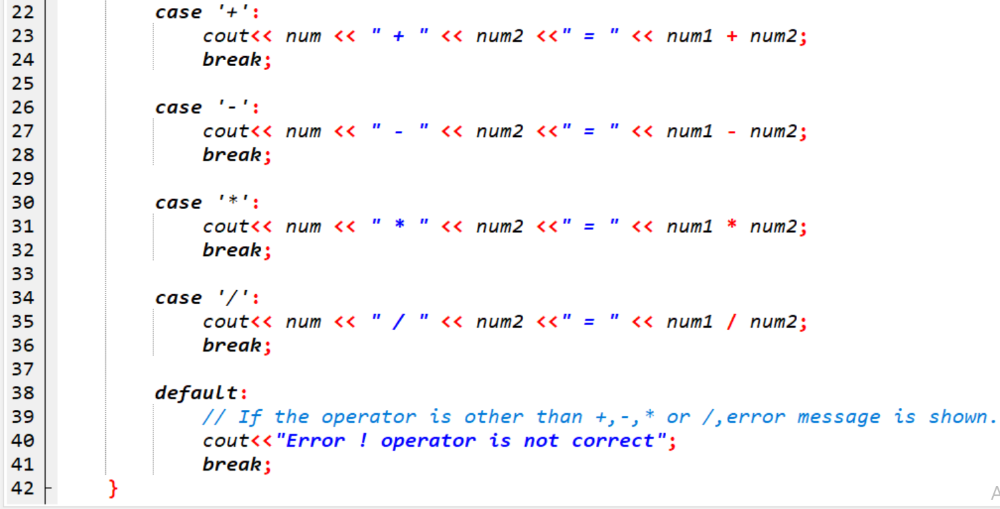 22 case '+':
23 cout<< num << " + " << num2 <<" = " << num1 + num2;
24 break;
25
26 case '-':
27 cout<< num << " - " << num2 <<" = " << num1 - num2;
28 break;
29
30 case '*':
31 cout<< num << " * " << num2 <<" = " << num1 * num2;
32 break;
33
34 case '/':
35 cout<< num << " / " << num2 <<" = " << num1 / num2;
36 break;
37
38 default:
39 // If the operator is other than +,-,* or /,error message is shown.
40 cout<<"Error ! operator is not correct";
41 break;
42 }